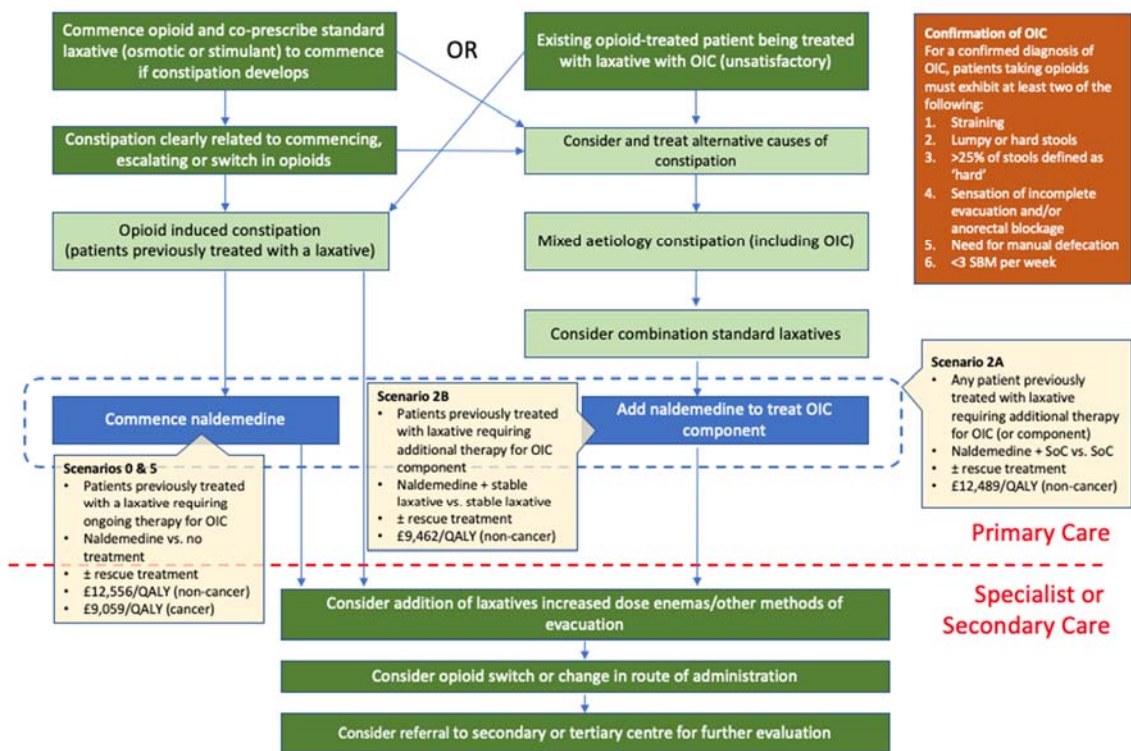 Commence opioid and co-prescribe standard
laxative (osmotic or stimulant) to commence
if constipation develops
OR
Existing opioid-treated patient being treated
with laxative with OIC (unsatisfactory)
Confirmation of OIC
For a confirmed diagnosis of
OIC, patients taking opioids
must exhibit at least two of the
following:
1. Straining
2. Lumpy or hard stools
3. >25% of stools defined as
‘hard’
4. Sensation of incomplete
evacuation and/or
anorectal blockage
5. Need for manual defecation
6. <3 SBM per week
Constipation clearly related to commencing,
escalating or switch in opioids
Consider and treat alternative causes of
constipation
Opioid induced constipation
(patients previously treated with a laxative)
Mixed aetiology constipation (including OIC)
Consider combination standard laxatives
Commence naldemedine
Add naldemedine to treat OIC
component
Scenario 2B
• Patients previously treated
with laxative requiring
additional therapy for OIC
component
• Naldemedine + stable
laxative vs. stable laxative
• ± rescue treatment
• £9,462/QALY (non-cancer)
Scenario 2A
• Any patient previously
treated with laxative
requiring additional therapy
for OIC (or component)
• Naldemedine + SoC vs. SoC
• ± rescue treatment
• £12,489/QALY (non-cancer)
Scenarios 0 & 5
• Patients previously treated
with a laxative requiring
ongoing therapy for OIC
• Naldemedine vs. no
treatment
• ± rescue treatment
• £12,556/QALY (non-cancer)
• £9,059/QALY (cancer)
Primary Care
Specialist or
Secondary Care
Consider addition of laxatives increased dose enemas/other methods of
evacuation
Consider opioid switch or change in route of administration
Consider referral to secondary or tertiary centre for further evaluation